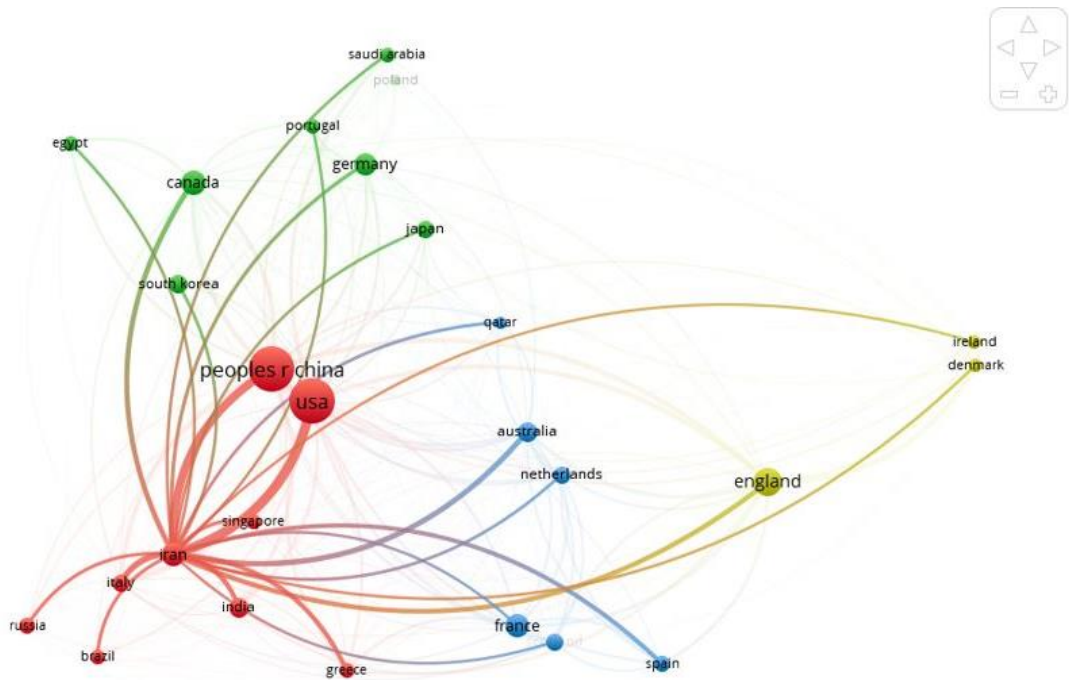 saudi arabia
poland
portugal
egypt
germany
canada
japan
south korea
qatar
ireland
denmark
peoples r china
usa
australia
netherlands
england
singapore
iran
italy
india
russia
france
brazil
spain
greece